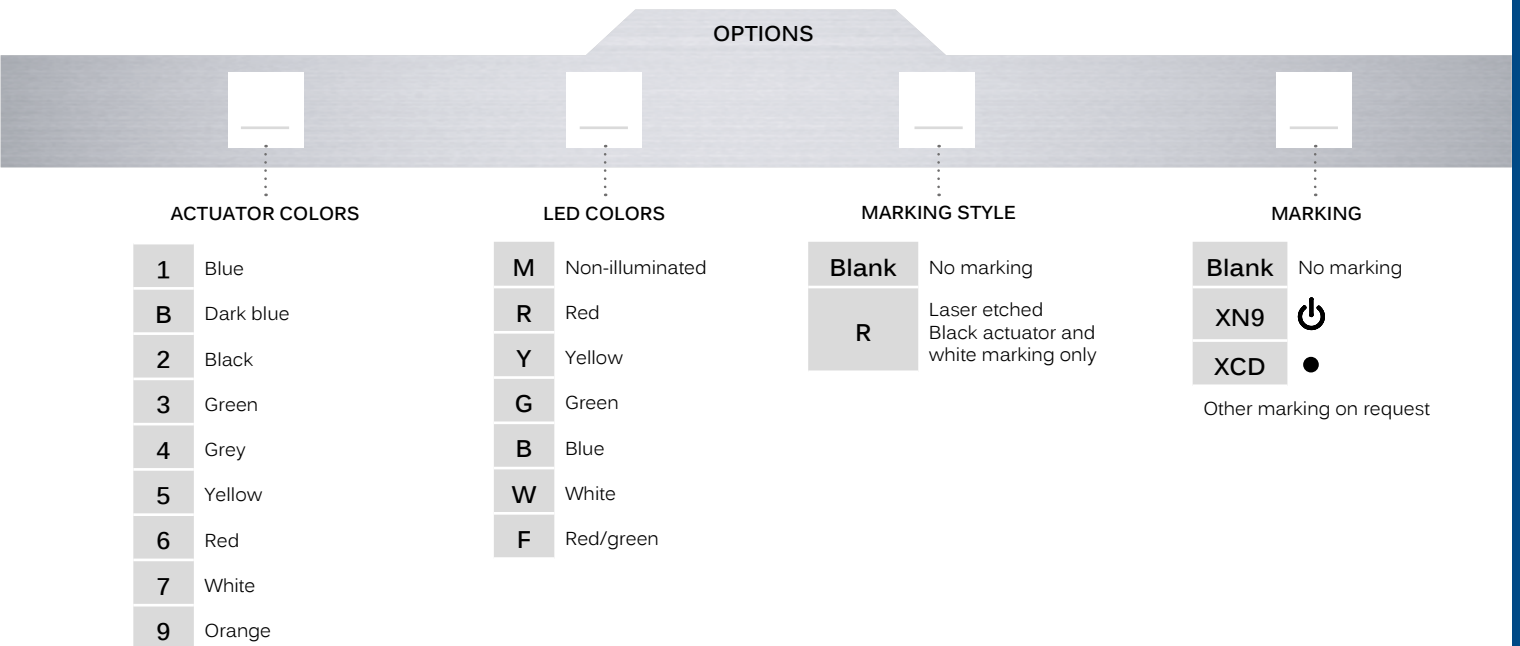 OPTIONS
ACTUATOR COLORS
1 Blue
B Dark blue
2 Black
3 Green
4 Grey
5 Yellow
6 Red
7 White
9 Orange
LED COLORS
M Non-illuminated
R Red
Y Yellow
G Green
B Blue
W White
F Red/green
MARKING STYLE
Blank No marking
R Laser etched
Black actuator and
white marking only
MARKING
Blank No marking
XN9
XCD
Other marking on request